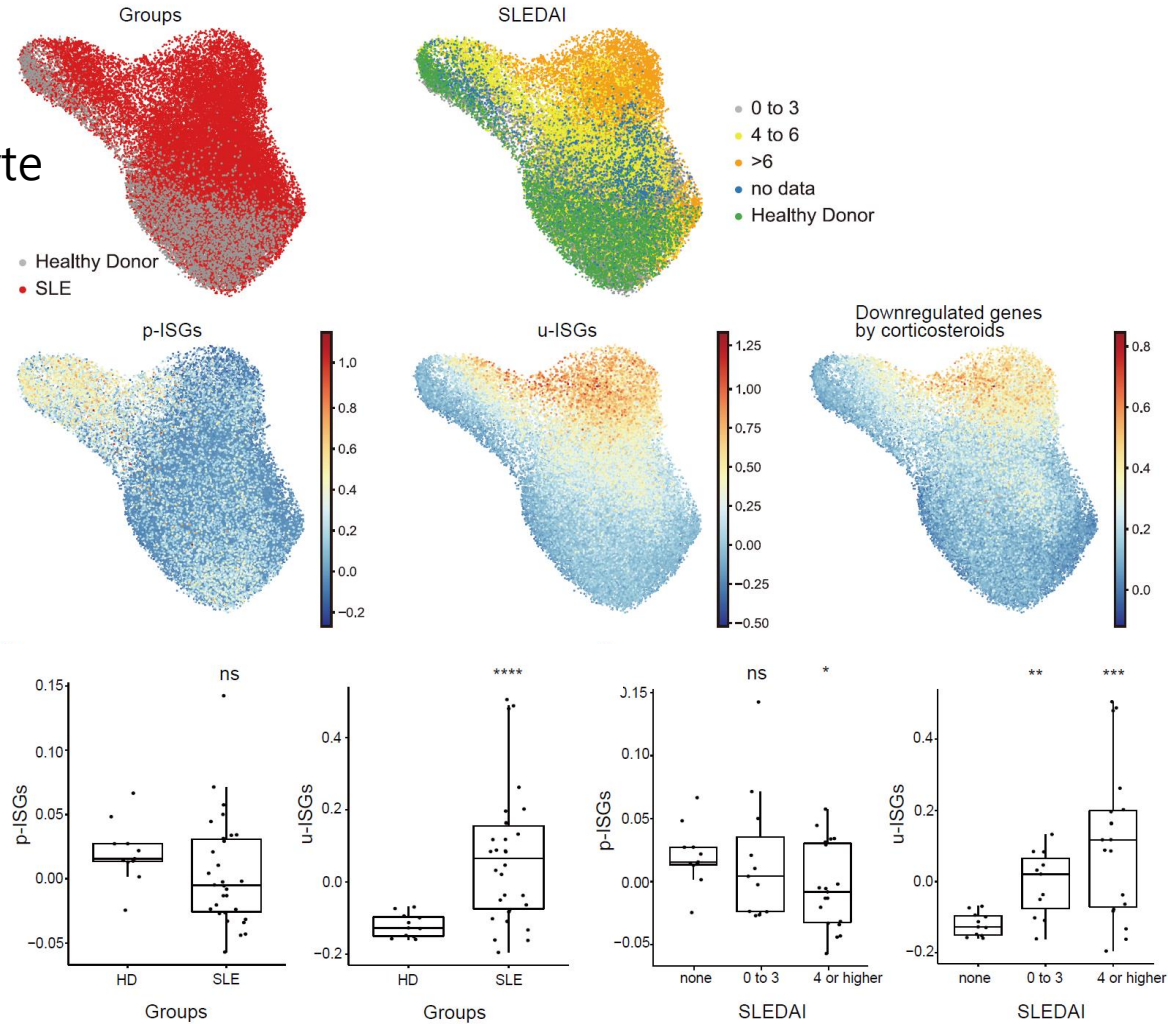 Groups
SLEDAI
te
Healthy Donor
SLE
0 to 3
4 to 6
>6
no data
Healthy Donor
p-ISGs
u-ISGs
Downregulated genes
by corticosteroids
1.0
0.8
0.6
0.4
0.2
0.0
−0.2
1.25
1.00
0.75
0.50
0.25
0.00
−0.25
−0.50
0.8
0.6
0.4
0.2
0.0
ns
0.15
0.10
0.05
0.00
−0.05
p-ISGs
HD
SLE
Groups
****
0.4
0.2
0.0
−0.2
u-ISGs
HD
SLE
Groups
ns
*
.15
0.10
0.05
0.00
−0.05
p-ISGs
none
0 to 3
4 or higher
SLEDAI
**
***
0.4
0.2
0.0
−0.2
u-ISGs
none
0 to 3
4 or higher
SLEDAI